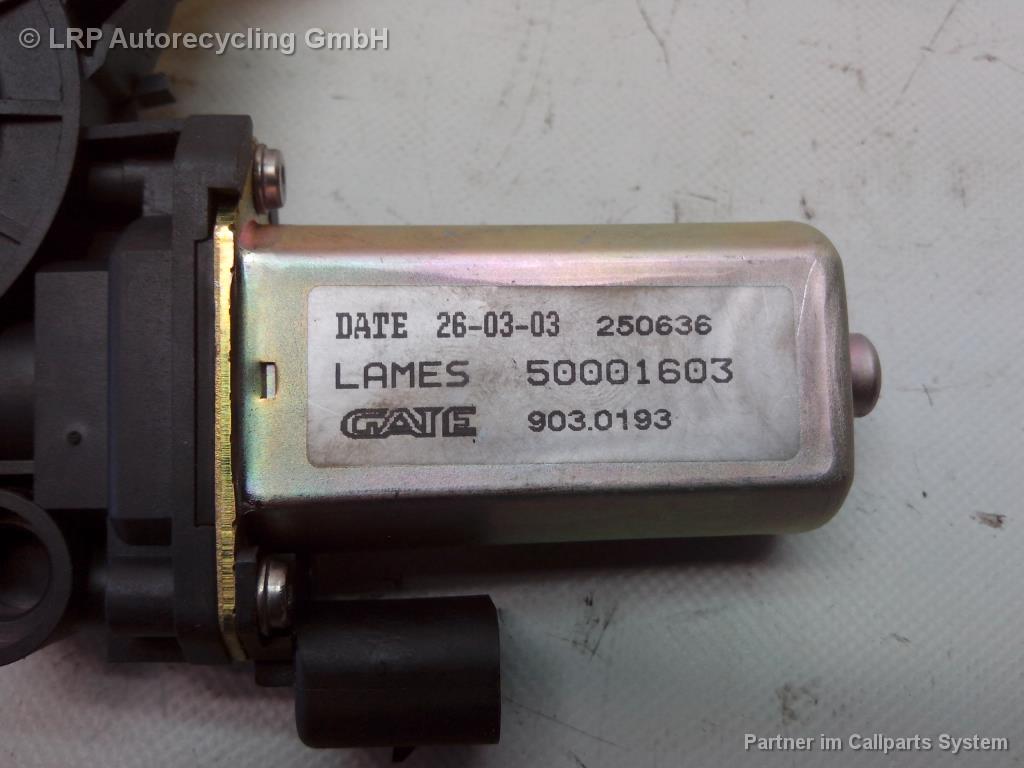 © LRP Autorecycling GmbH
DATE 26-03-03 250636
LAMES 50001603
GATE 903.0193
Partner im Callparts System